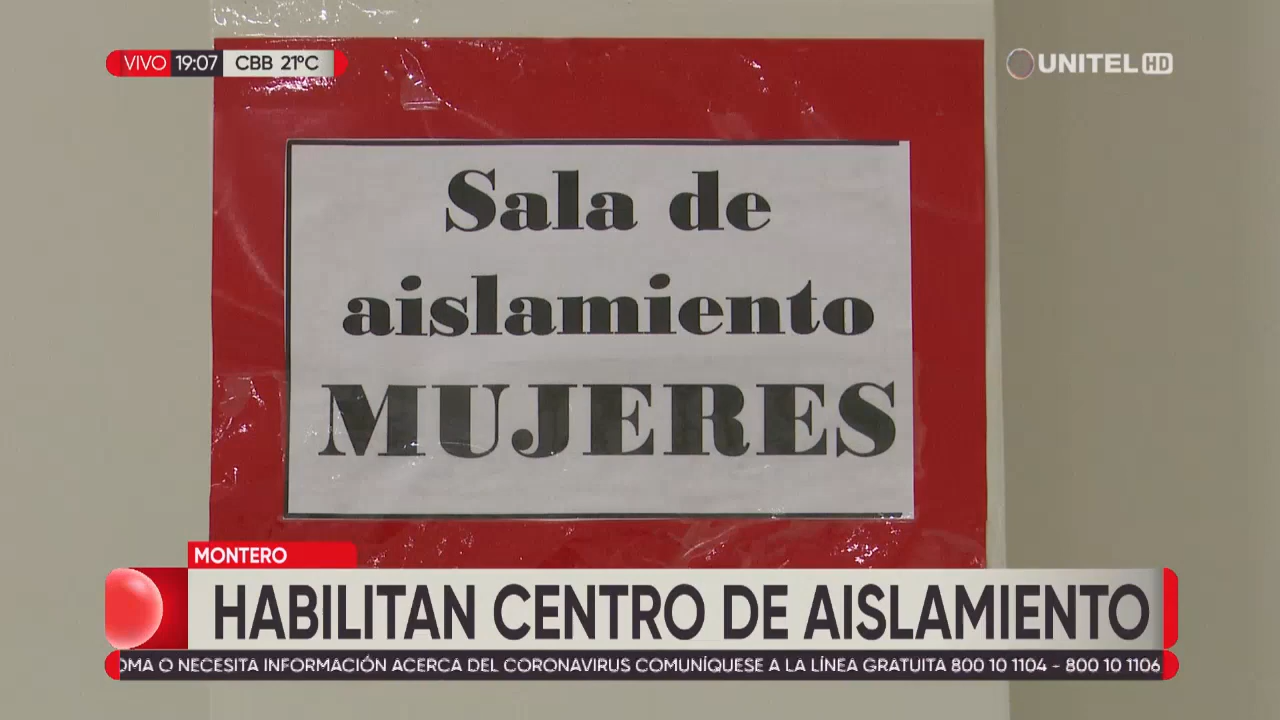 VIVO 19:07 CBB 21°C
UNITEL HD
Sala de
aislamiento
MUJERES
MONTERO
HABILITAN CENTRO DE AISLAMIENTO
O NECESITA INFORMACIÓN ACERCA DEL CORONAVIRUS COMUNÍQUESE A LA LÍNEA GRATUITA 800 10 1104 - 800 10 1106